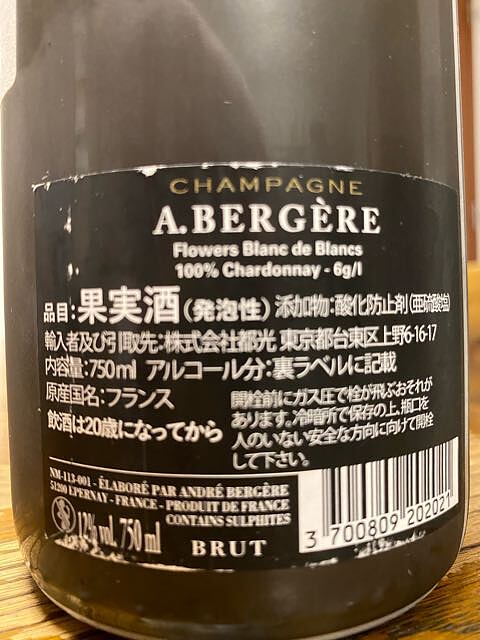 CHAMPAGNE
A.BERGÈRE
Flowers Blanc de Blancs
100% Chardonnay - 6g/l
品目:果実酒(発泡性) 添加物:酸化防止剤(亜硫酸塩)
輸入者及び引取先:株式会社都光 東京都台東区上野6-16-17
内容量:750ml アルコール分:裏ラベルに記載
原産国名:フランス
飲酒は20歳になってから
開栓前にガス圧で栓が飛ぶおそれが
あります。冷暗所で保存の上、瓶口を
人のいない安全な方向に向けて開栓
して下さい。
NM-113-001 - ÉLABORÉ PAR ANDRÉ BERGÈRE
51200 EPERNAY - FRANCE - PRODUIT DE FRANCE
CONTAINS SULPHITES
12% vol. 750 ml
BRUT
3 700809 202021